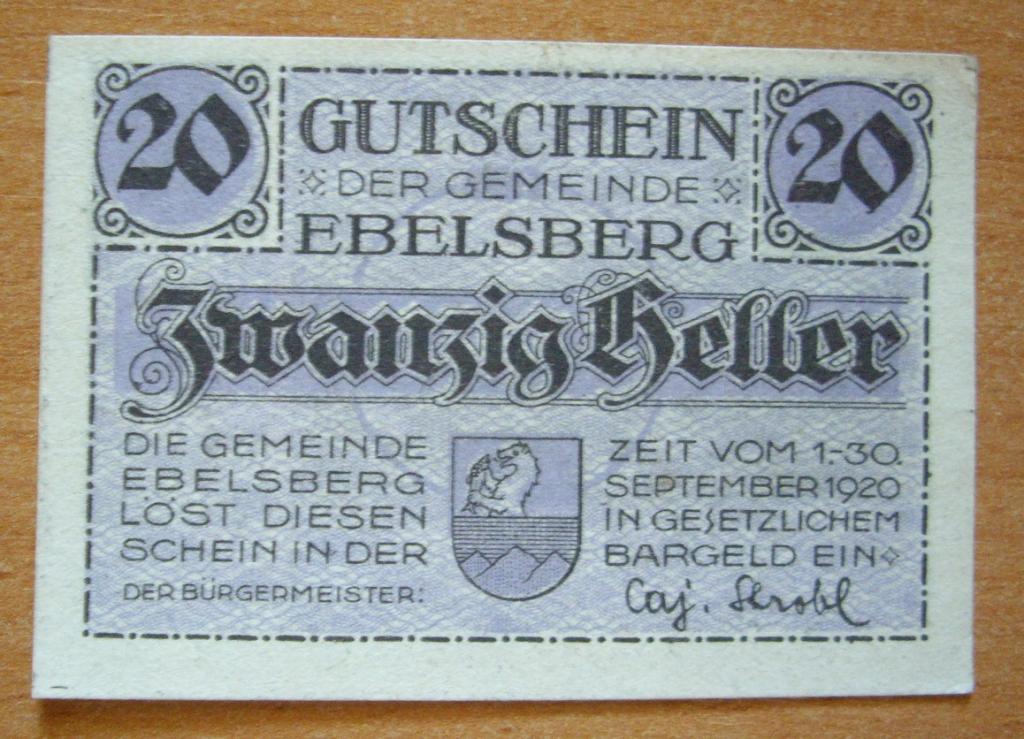 20 GUTSCHEIN 20
DER GEMEINDE
EBELSBERG
Zwanzig Heller
DIE GEMEINDE
EBELSBERG
LÖST DIESEN
SCHEIN IN DER
DER BÜRGERMEISTER:
ZEIT VOM 1.-30.
SEPTEMBER 1920
IN GESETZLICHEM
BARGELD EIN
Caj. Skrobl